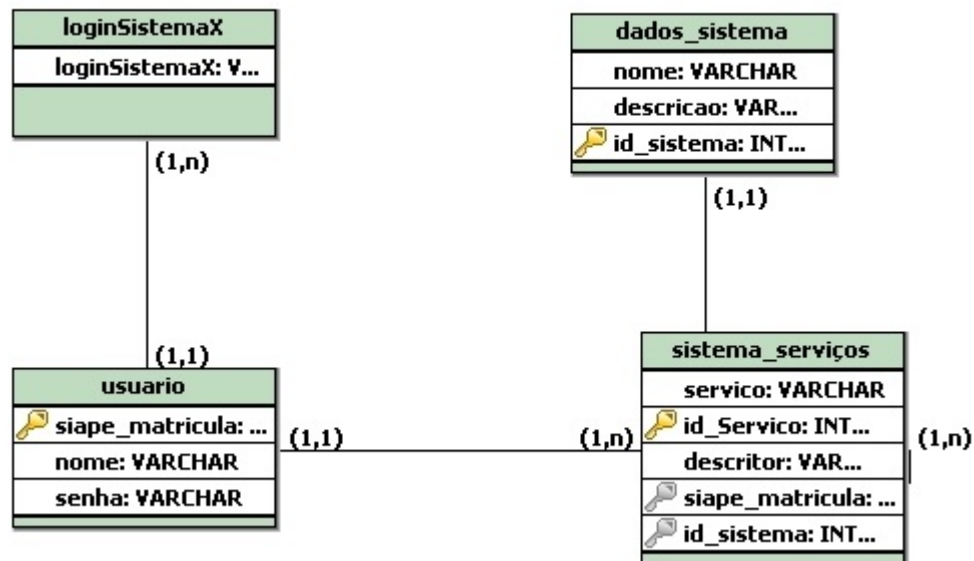 loginSistemaX
loginSistemaX: V...
(1,n)
(1,1)
usuario
siape_matricula: ...
nome: VARCHAR
senha: VARCHAR
(1,1)
(1,n)
dados_sistema
nome: VARCHAR
descricao: VAR...
id_sistema: INT...
(1,1)
sistema_serviços
servico: VARCHAR
id_Servico: INT...
descritor: VAR...
siape_matricula: ...
id_sistema: INT...
(1,n)